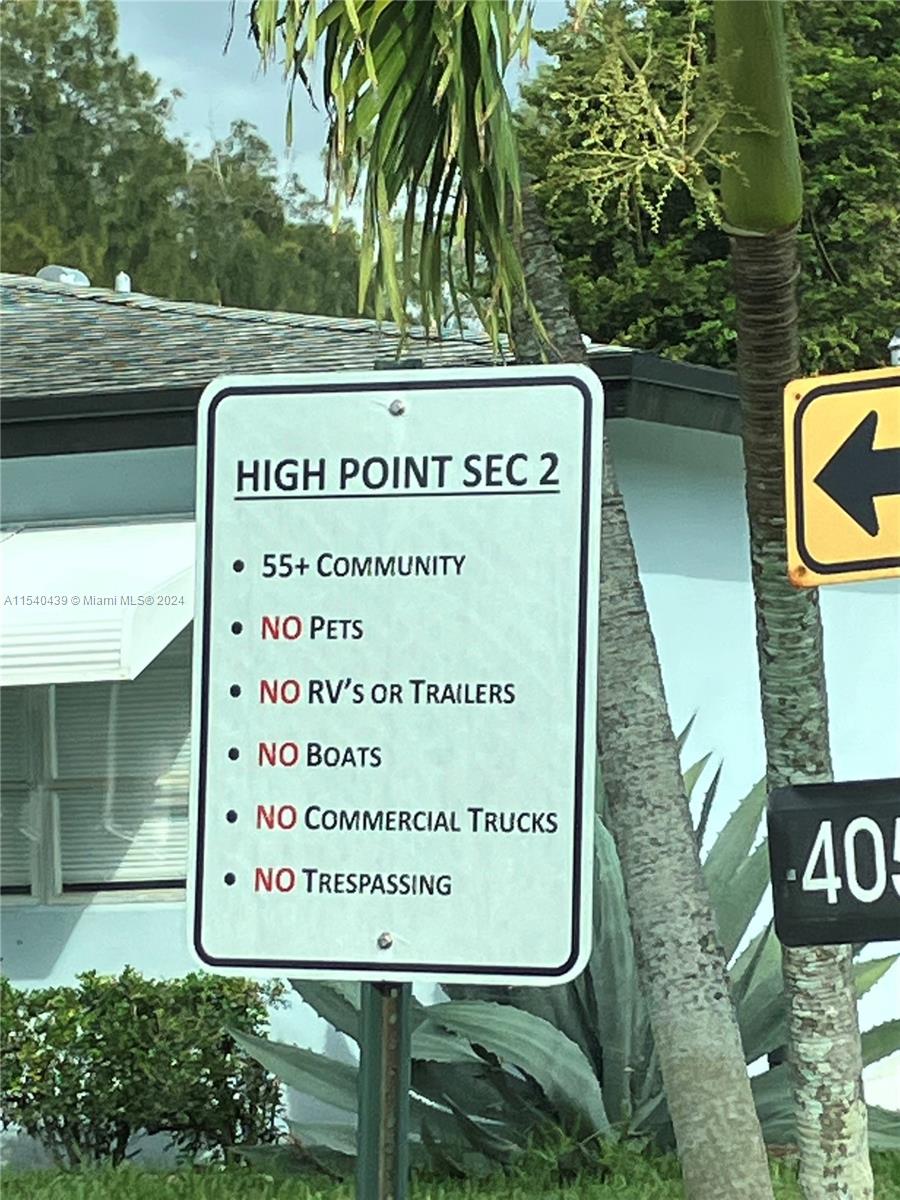 HIGH POINT SEC 2
• 55+ COMMUNITY
• NO PETS
• NO RV'S OR TRAILERS
A11540439 © Miami MLS® 2024
• NO BOATS
• NO COMMERCIAL TRUCKS
• NO TRESPASSING
405